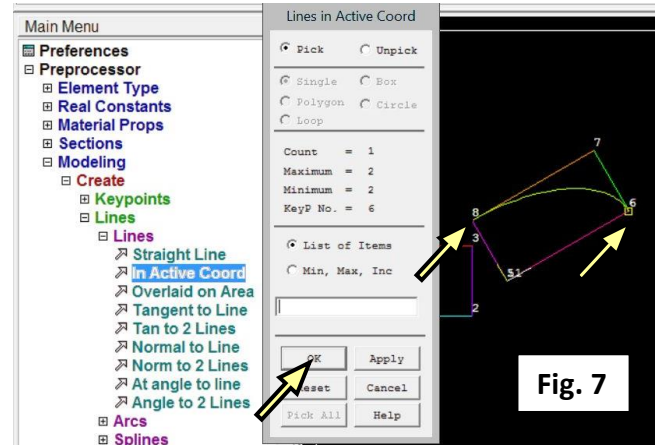 Main Menu
Preferences
Preprocessor
Element Type
Real Constants
Material Props
Sections
Modeling
Create
Keypoints
Lines
Lines
Straight Line
In Active Coord
Overlaid on Area
Tangent to Line
Tan to 2 Lines
Normal to Line
Norm to 2 Lines
At angle to line
Angle to 2 Lines
Arcs
Splines
Lines in Active Coord
Pick Unpick
Single Box
Polygon Circle
Loop
Count = 1
Maximum = 2
Minimum = 2
KeyP No. = 6
List of Items
Min, Max, Inc
OK Apply
Reset Cancel
Pick All Help
7
8
6
3
2
Fig. 7